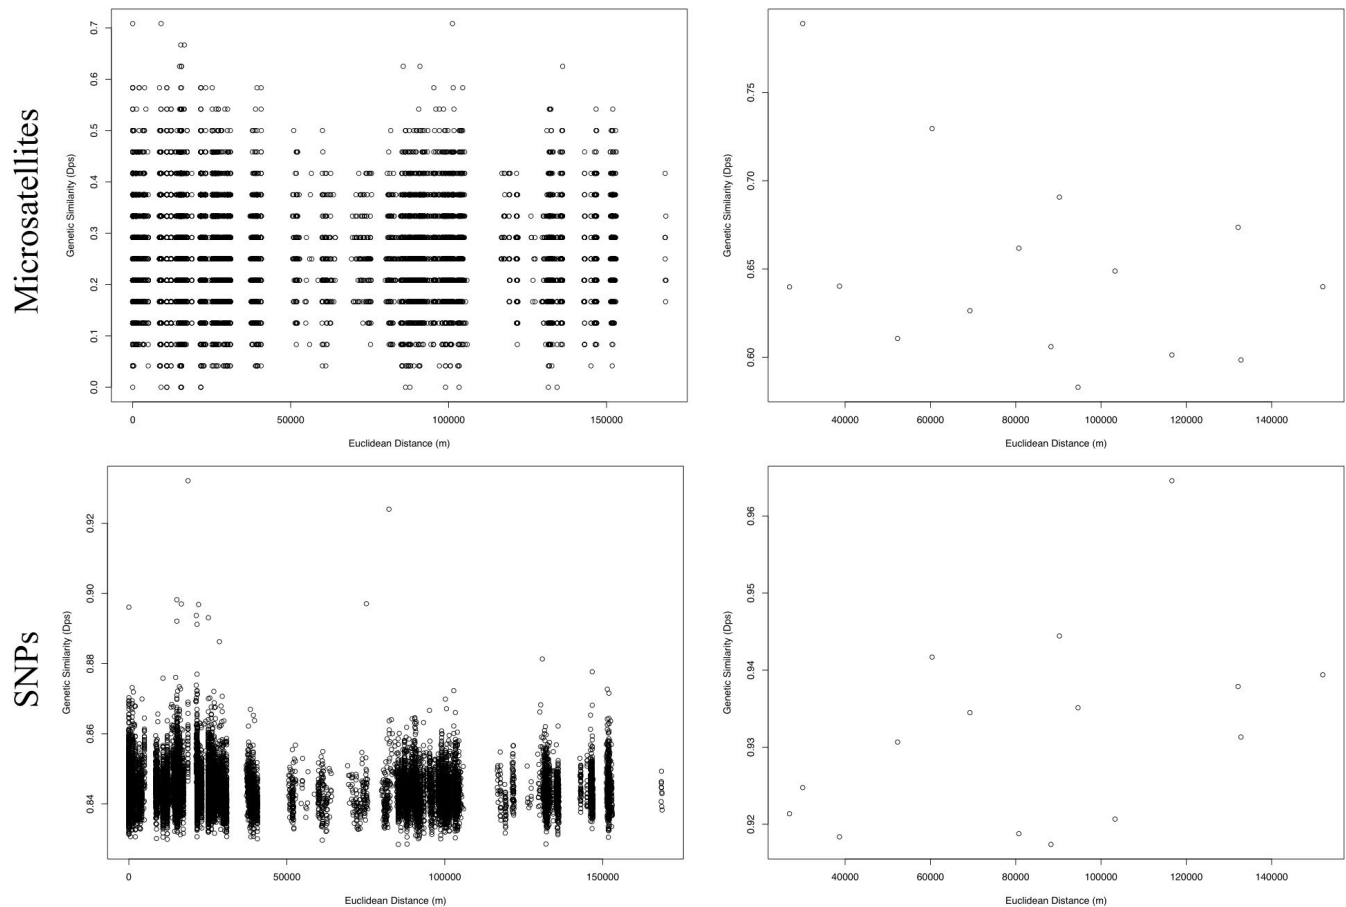 Microsatellites
Genetic Similarity (Dps)
0.0 0.1 0.2 0.3 0.4 0.5 0.6 0.7
0 50000 100000 150000
Euclidean Distance (m)
Genetic Similarity (Dps)
0.60 0.65 0.70 0.75
40000 60000 80000 100000 120000 140000
Euclidean Distance (m)
SNPs
Genetic Similarity (Dps)
0.84 0.86 0.88 0.90 0.92
0 50000 100000 150000
Euclidean Distance (m)
Genetic Similarity (Dps)
0.92 0.93 0.94 0.95 0.96
40000 60000 80000 100000 120000 140000
Euclidean Distance (m)